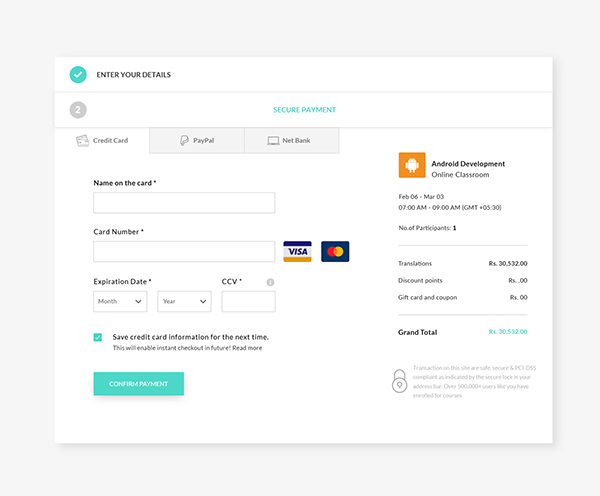 ENTER YOUR DETAILS
2
SECURE PAYMENT
Credit Card
PayPal
Net Bank
Name on the card *
Card Number *
VISA
Expiration Date *
CCV *
Month
Year
Save credit card information for the next time.
This will enable instant checkout in future! Read more
CONFIRM PAYMENT
Android Development
Online Classroom
Feb 06 - Mar 03
07:00 AM - 09.00 AM (GMT +05:30)
No.of Participants: 1
Translations Rs. 30,532.00
Discount points Rs. .00
Gift card and coupon Rs. 00
Grand Total Rs. 30,532.00
Transaction on this site are safe, secure & PCI-DSS
compliant as indicated by the secure lock in your
address bar. Over 500,000+ users like you have
enrolled for courses